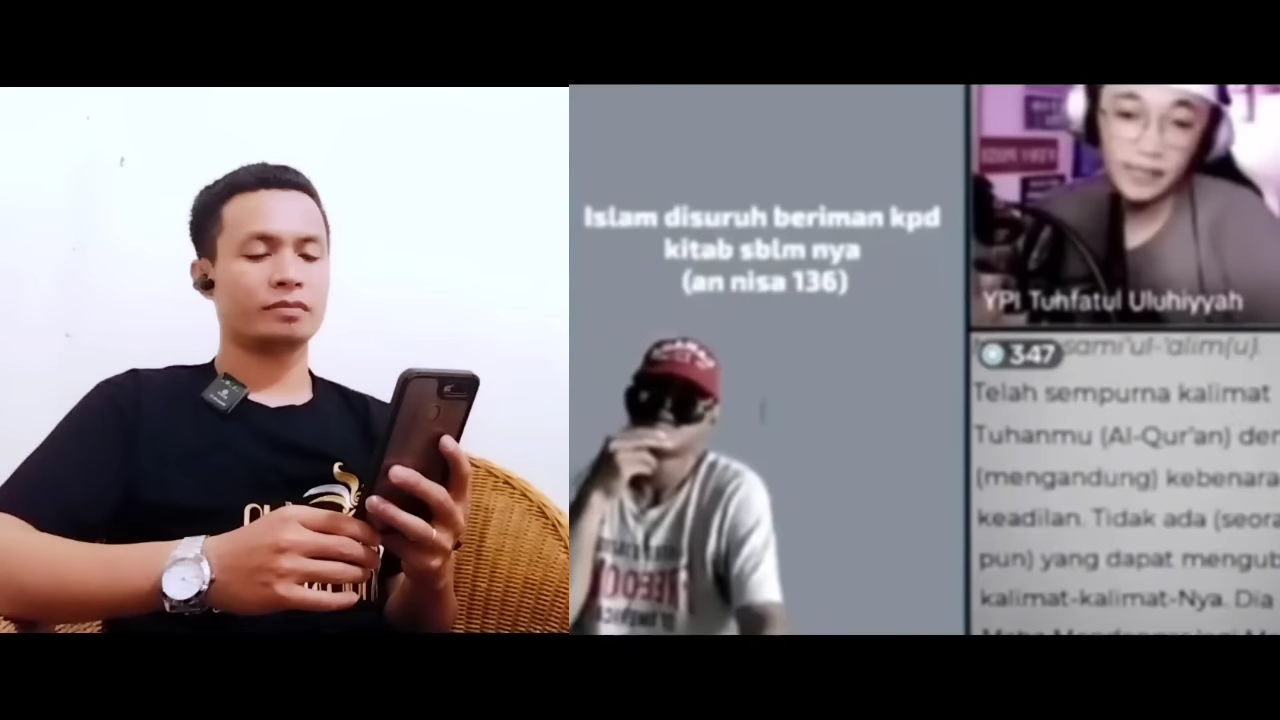 Islam disuruh beriman kpd
kitab sblm nya
(an nisa 136)
YPI Tuhfatul Uluhiyyah
347
sami'ul-'alim(u).
Telah sempurna kalimat
Tuhanmu (Al-Qur'an) den
(mengandung) kebenara
keadilan. Tidak ada (seora
pun) yang dapat mengub
kalimat-kalimat-Nya. Dia